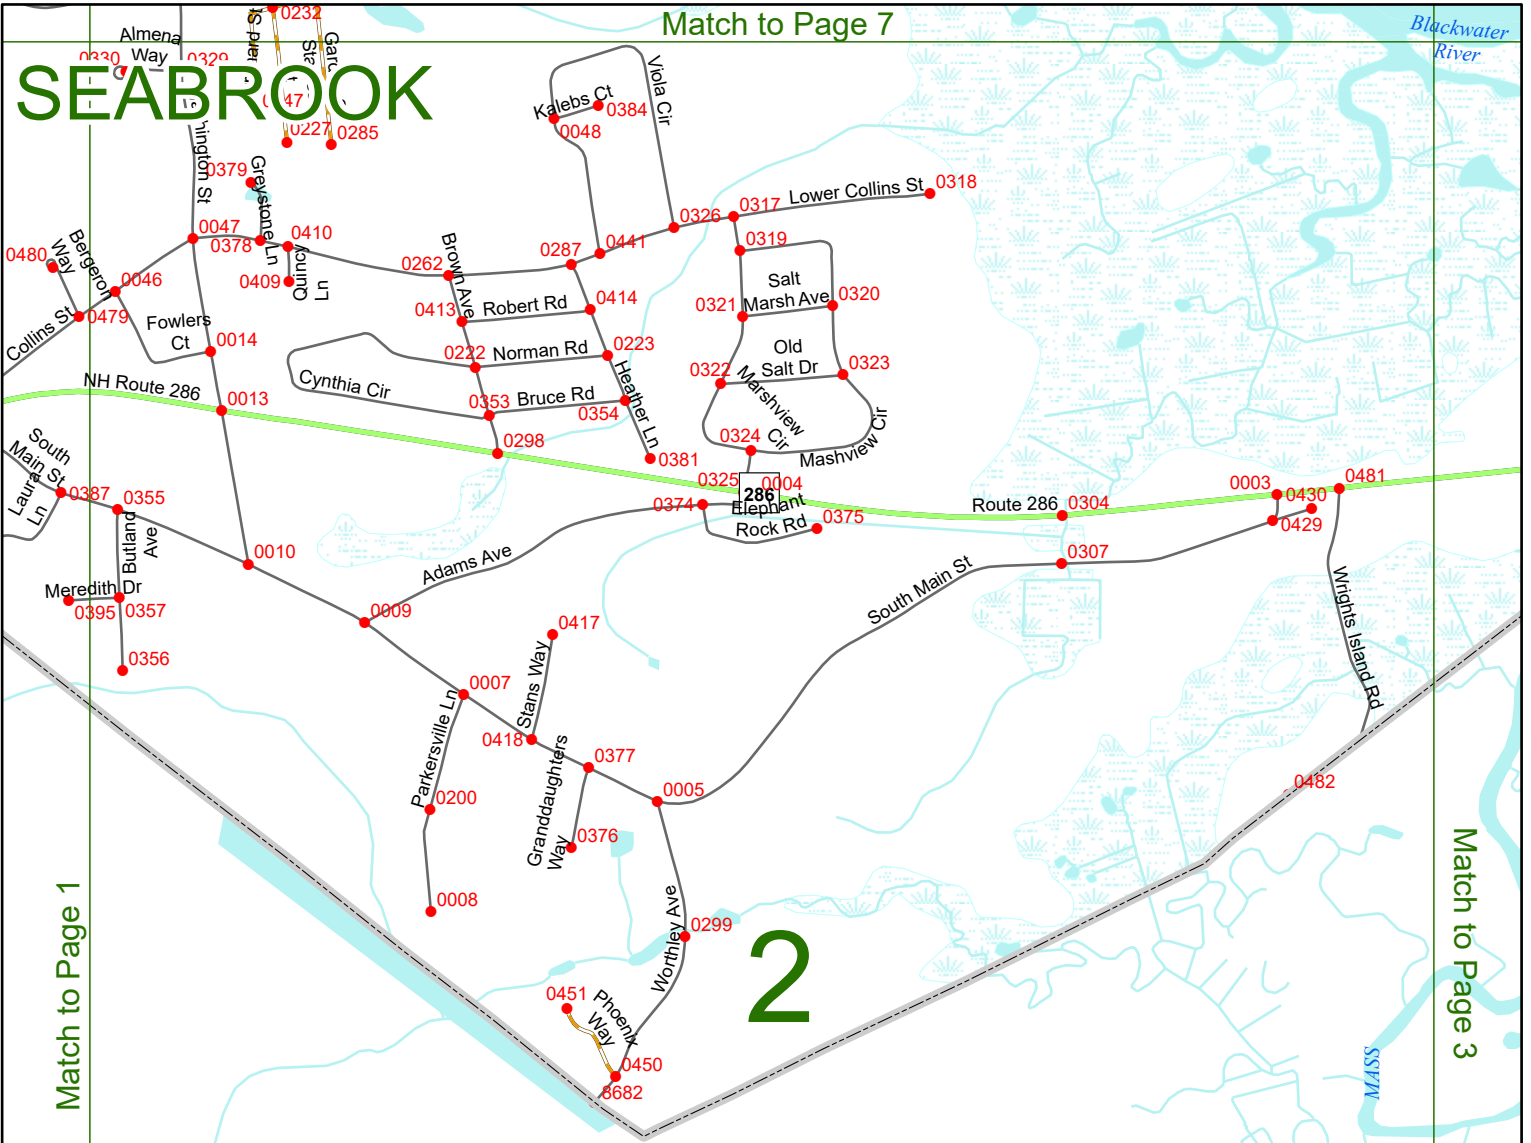 Match to Page 7
Blackwater
River
0232
Almena
Way
0330
0329
SEABROOK
Viola Cir
Kalebs Ct
0384
0048
0227
0285
0379
Greystone Ln
Lower Collins St
0318
0317
0326
0047
0378
0410
0319
0441
0287
0480
Bergeron
Way
0262
Brown Ave
0409
Quincy
Ln
0046
Salt
Marsh Ave
0320
0321
0413
Robert Rd
0414
0479
Collins St
Fowlers
Ct
0014
0222
Norman Rd
0223
Old
Salt Dr
0323
0322
Marshview
Cir
Cynthia Cir
NH Route 286
0013
0353
Bruce Rd
0354
Heather Ln
0298
0324
Mashview Cir
0381
South
Main St
Laura
Ln
0387
0355
0325
0004
286
0374
Elephant
Rock Rd
0375
Route 286
0304
0003
0430
0481
0429
Butland
Ave
0010
Adams Ave
0307
South Main St
Meredith Dr
0395
0357
0009
0417
Stans Way
Wrights Island Rd
0356
0007
Parkersville Ln
0418
0377
Granddaughters
Way
0005
0482
0200
0376
0008
Worthley Ave
0299
2
0451
Phoenix
Way
0450
8682
Match to Page 1
Match to Page 3
MASS